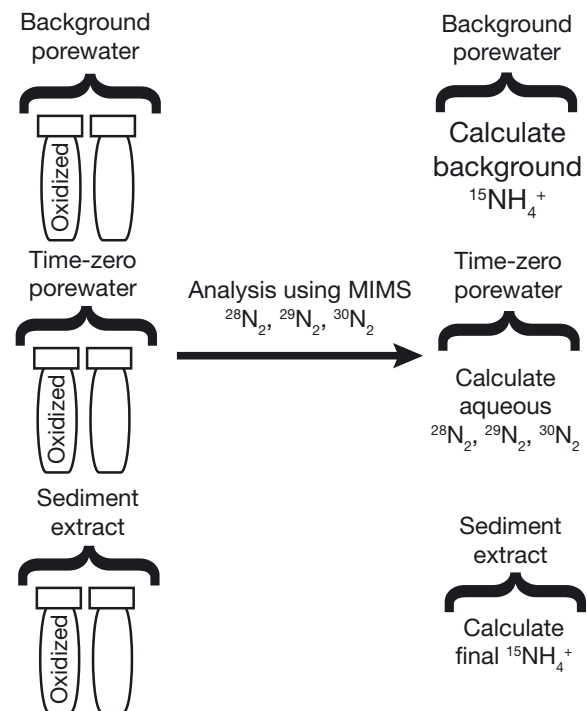 Background
porewater
Oxidized
Time-zero
porewater
Oxidized
Sediment
extract
Oxidized
Analysis using MIMS
²⁸N₂, ²⁹N₂, ³⁰N₂
Background
porewater
Calculate
background
¹⁵NH₄⁺
Time-zero
porewater
Calculate
aqueous
²⁸N₂, ²⁹N₂, ³⁰N₂
Sediment
extract
Calculate
final ¹⁵NH₄⁺